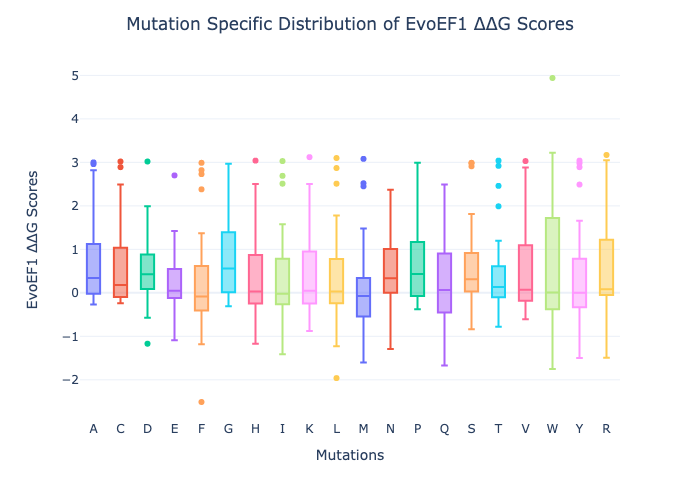 Mutation Specific Distribution of EvoEF1 ΔΔG Scores
EvoEF1 ΔΔG Scores
5
4
3
2
1
0
−1
−2
A C D E F G H I K L M N P Q S T V W Y R
Mutations